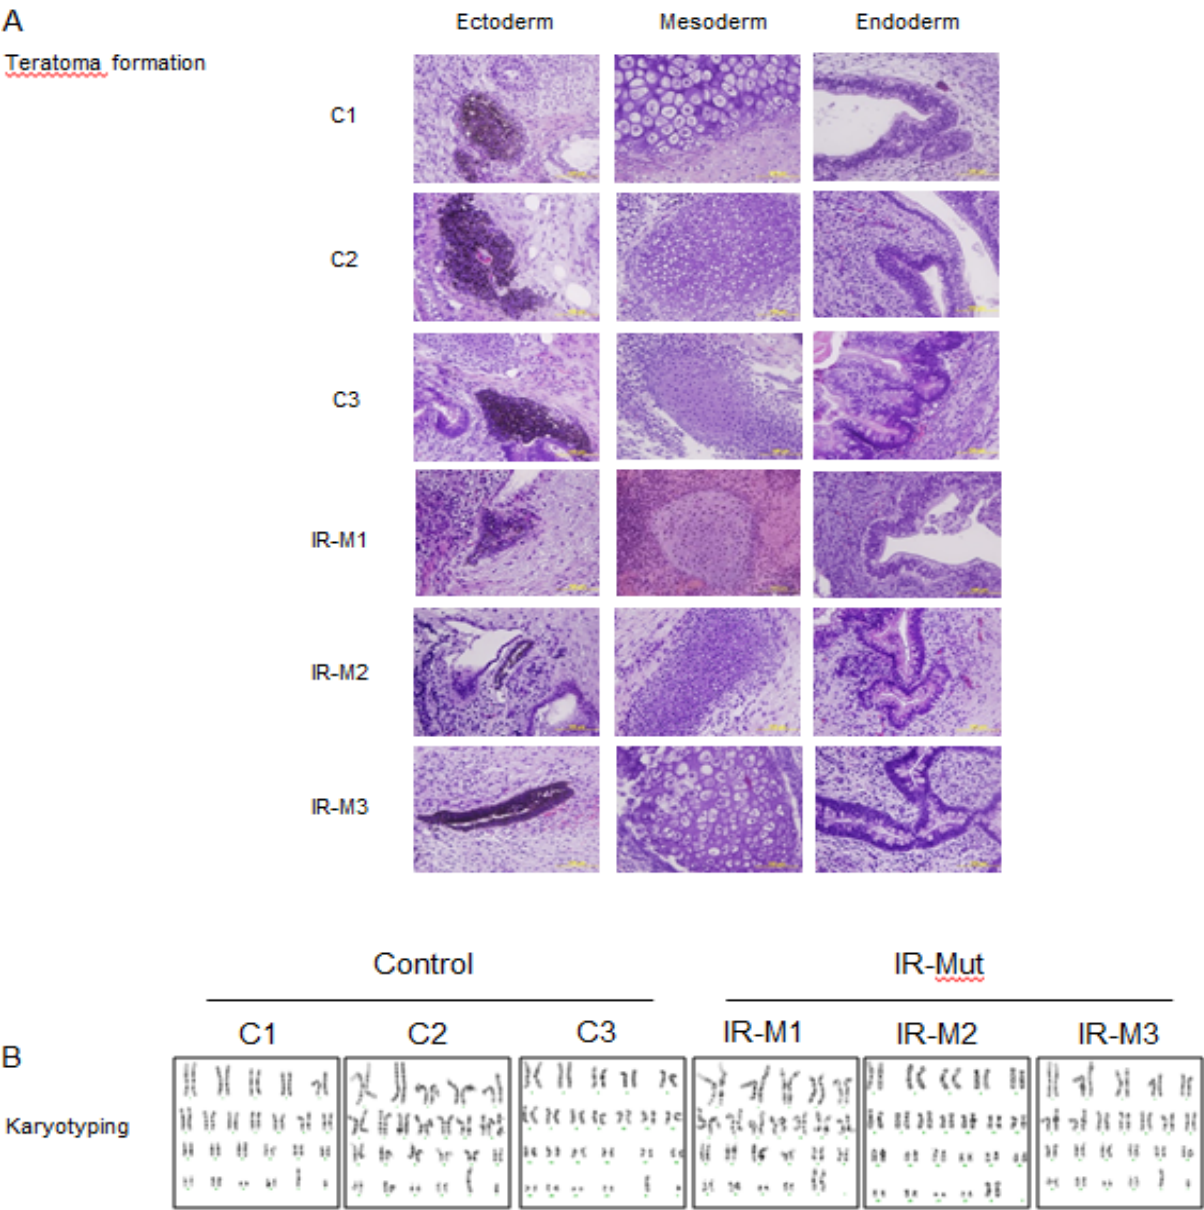 A
Ectoderm Mesoderm Endoderm
Teratoma formation
C1
C2
C3
IR-M1
IR-M2
IR-M3
Control IR-Mut
C1 C2 C3 IR-M1 IR-M2 IR-M3
B
Karyotyping